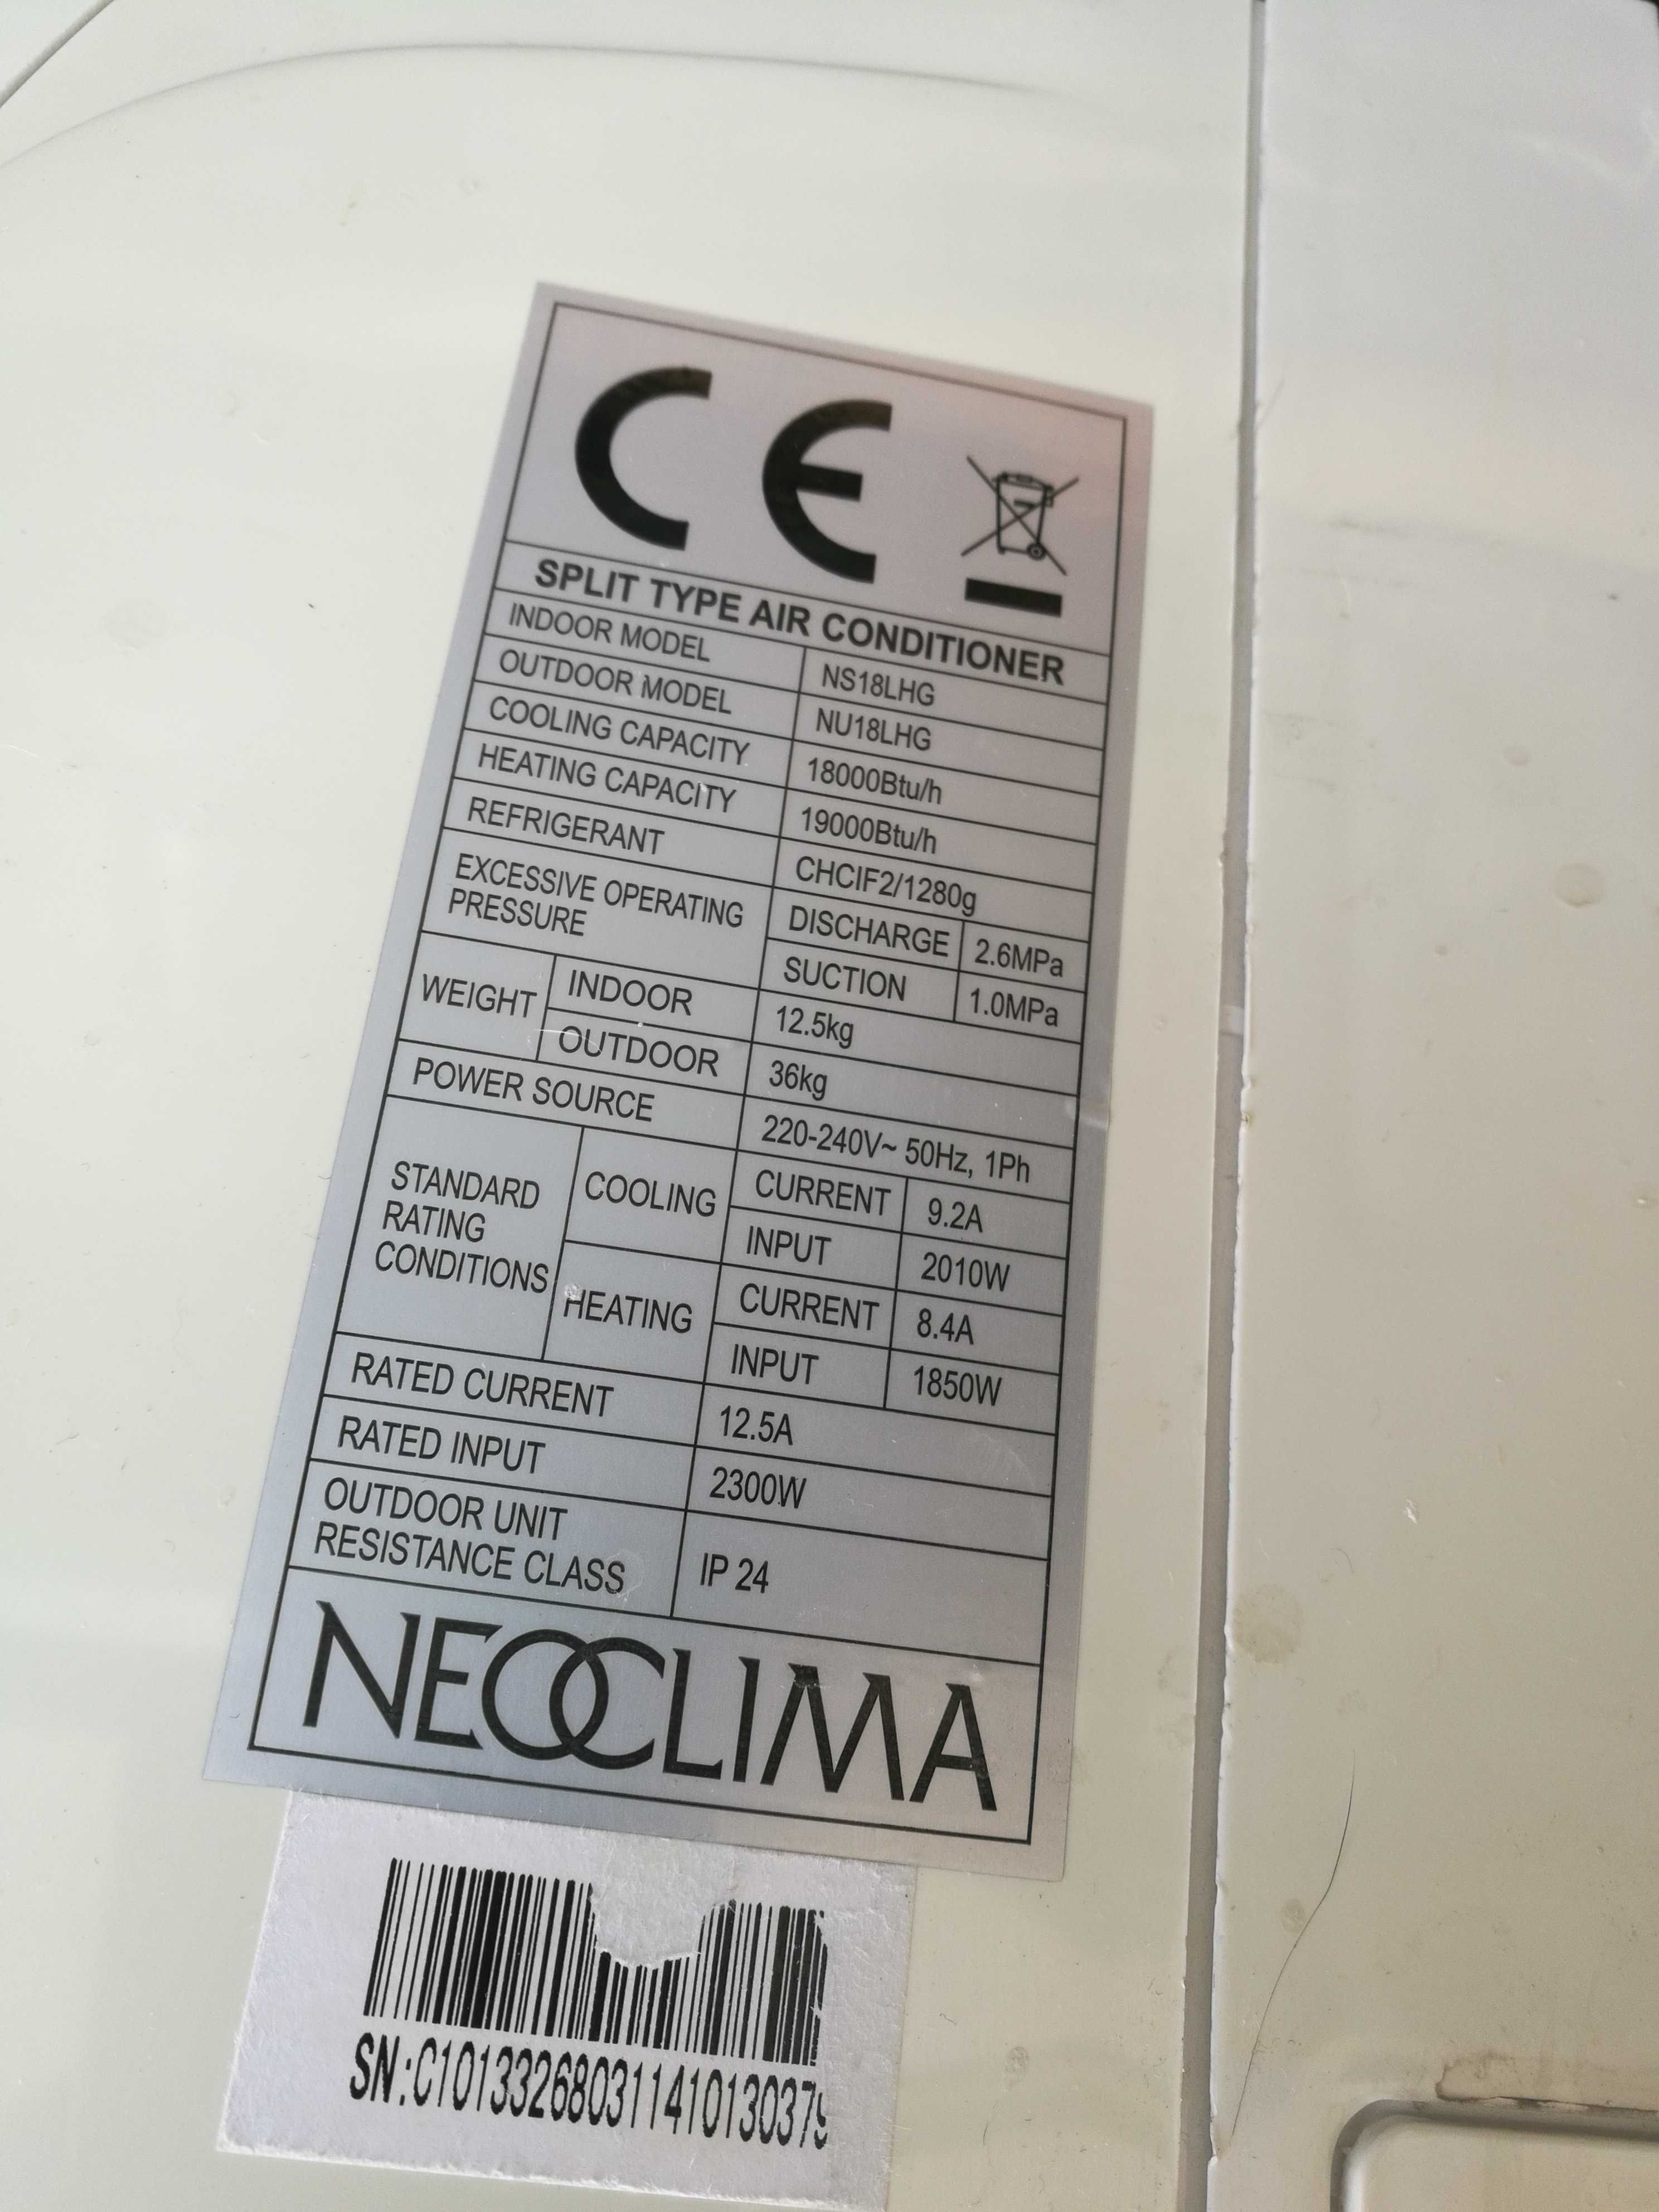 CE
SPLIT TYPE AIR CONDITIONER
INDOOR MODEL NS18LHG
OUTDOOR MODEL NU18LHG
COOLING CAPACITY 18000Btu/h
HEATING CAPACITY 19000Btu/h
REFRIGERANT CHCIF2/1280g
EXCESSIVE OPERATING
PRESSURE
DISCHARGE 2.6MPa
SUCTION 1.0MPa
WEIGHT
INDOOR 12.5kg
OUTDOOR 36kg
POWER SOURCE 220-240V~ 50Hz, 1Ph
STANDARD
RATING
CONDITIONS
COOLING
CURRENT 9.2A
INPUT 2010W
HEATING
CURRENT 8.4A
INPUT 1850W
RATED CURRENT 12.5A
RATED INPUT 2300W
OUTDOOR UNIT
RESISTANCE CLASS
IP 24
NEOCLIMA
SN:C101332680311410130379